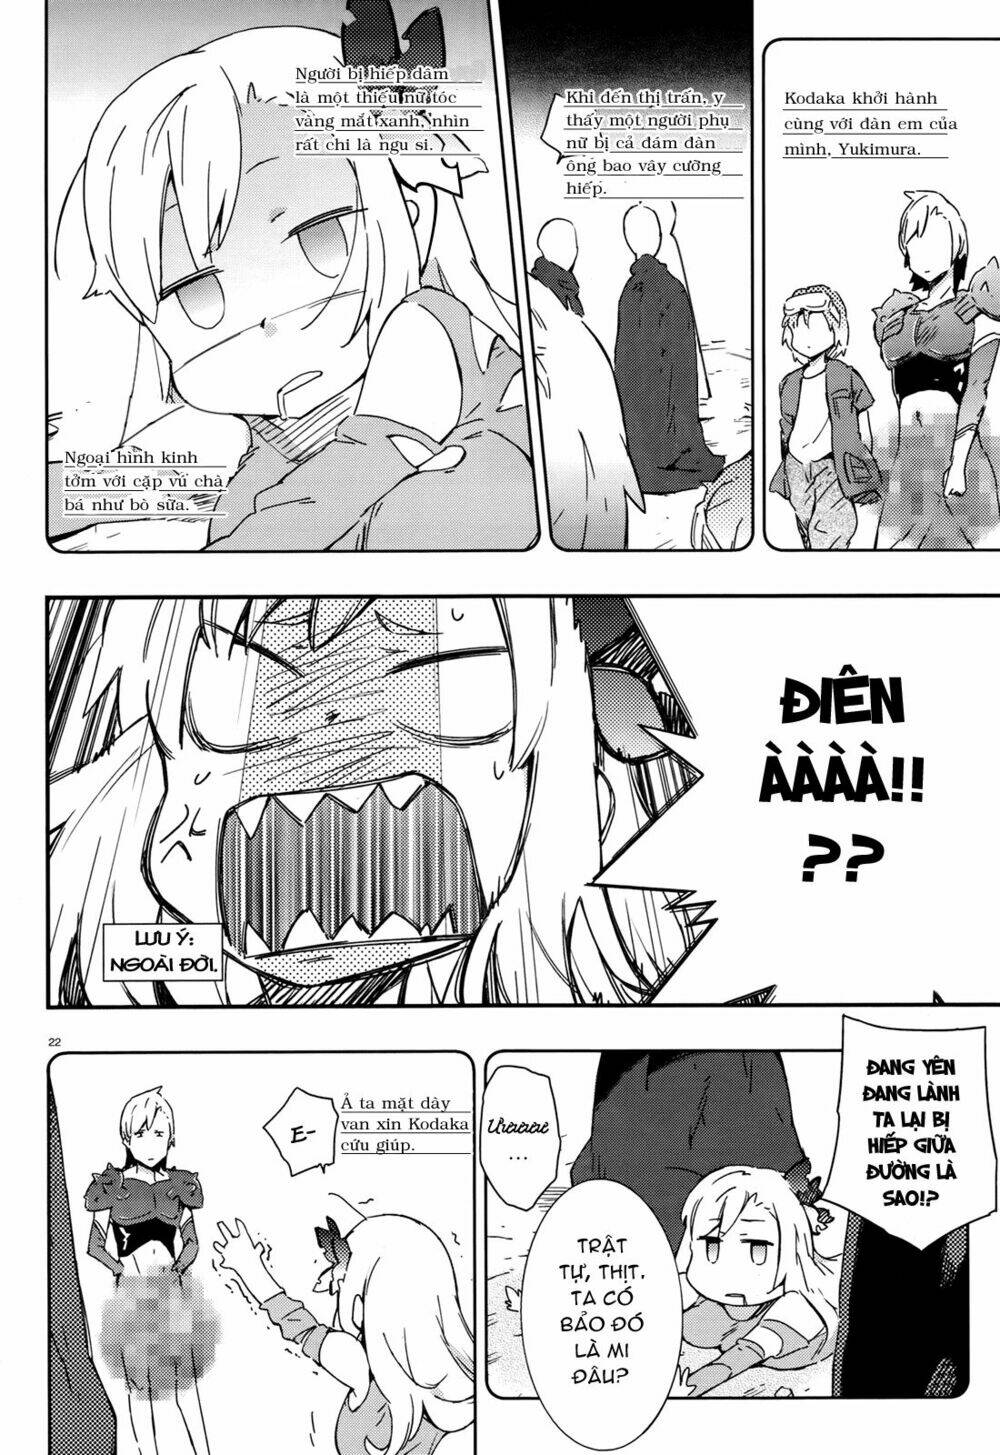 Kodaka khởi hành
cùng với đàn em của
mình, Yukimura.
Khi đến thị trấn, y
thấy một người phụ
nữ bị cả đám đàn
ông bao vây cưỡng
hiếp.
Người bị hiếp dâm
là một thiếu nữ tóc
vàng mắt xanh, nhìn
rất chi là ngu si.
Ngoại hình kinh
tởm với cặp vú chà
bá như bò sữa.
ĐIÊN
ÀÀÀÀ!!
??
LƯU Ý:
NGOÀI ĐỜI.
22
ĐANG YÊN
ĐANG LÀNH
TA LẠI BỊ
HIẾP GIỮA
ĐƯỜNG LÀ
SAO!?
TRẬT
TỰ, THỊT.
TA CÓ
BẢO ĐÓ
LÀ MI
ĐÂU?
...
Ả ta mặt dày
van xin Kodaka
cứu giúp.
E-